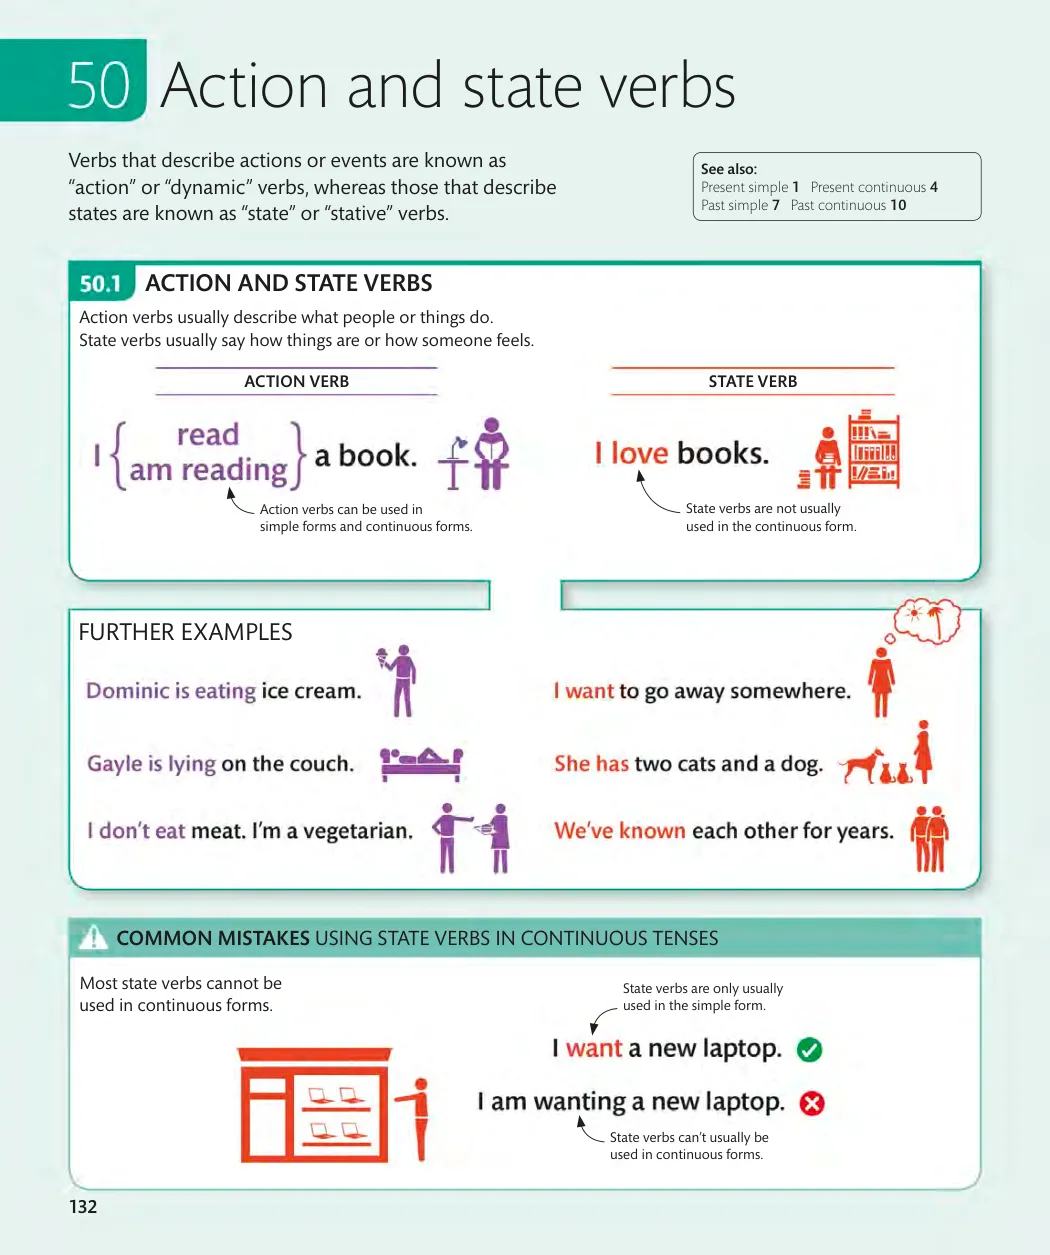 50 Action and state verbs
Verbs that describe actions or events are known as
“action” or “dynamic” verbs, whereas those that describe
states are known as “state” or “stative” verbs.
See also:
Present simple 1 Present continuous 4
Past simple 7 Past continuous 10
50.1 ACTION AND STATE VERBS
Action verbs usually describe what people or things do.
State verbs usually say how things are or how someone feels.
ACTION VERB
I { read
am reading } a book.
Action verbs can be used in
simple forms and continuous forms.
STATE VERB
I love books.
State verbs are not usually
used in the continuous form.
FURTHER EXAMPLES
Dominic is eating ice cream.
Gayle is lying on the couch.
I don’t eat meat. I’m a vegetarian.
I want to go away somewhere.
She has two cats and a dog.
We’ve known each other for years.
COMMON MISTAKES USING STATE VERBS IN CONTINUOUS TENSES
Most state verbs cannot be
used in continuous forms.
State verbs are only usually
used in the simple form.
I want a new laptop.
I am wanting a new laptop.
State verbs can’t usually be
used in continuous forms.
132